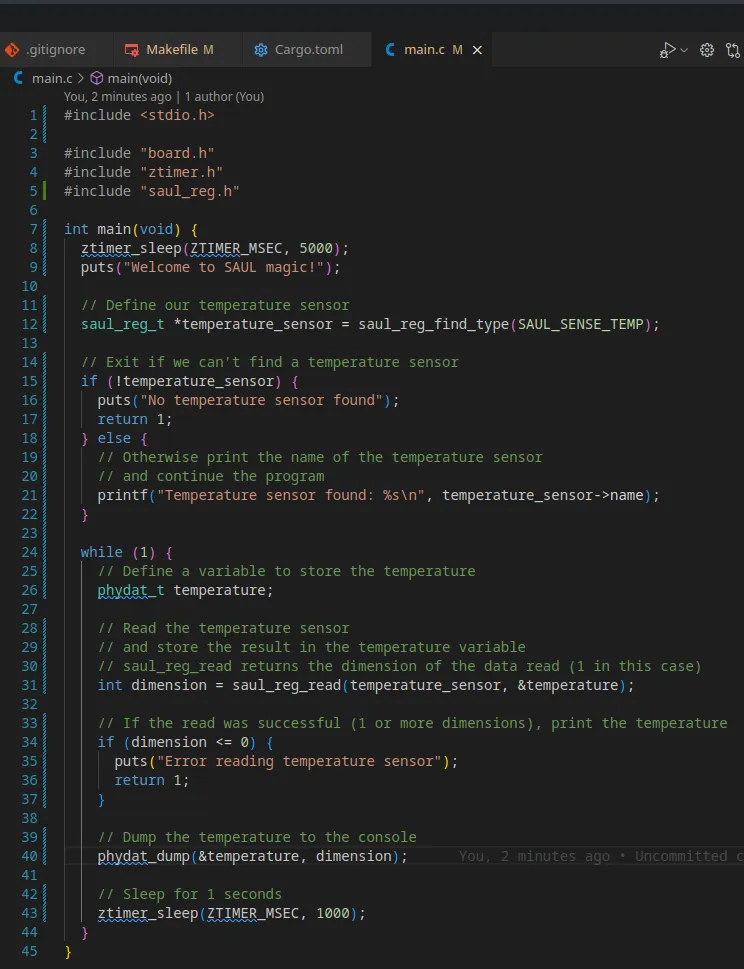 .gitignore Makefile M Cargo.toml main.c M
main.c > main(void)
You, 2 minutes ago | 1 author (You)
1 #include <stdio.h>
2
3 #include "board.h"
4 #include "ztimer.h"
5 #include "saul_reg.h"
6
7 int main(void) {
8 ztimer_sleep(ZTIMER_MSEC, 5000);
9 puts("Welcome to SAUL magic!");
10
11 // Define our temperature sensor
12 saul_reg_t *temperature_sensor = saul_reg_find_type(SAUL_SENSE_TEMP);
13
14 // Exit if we can't find a temperature sensor
15 if (!temperature_sensor) {
16 puts("No temperature sensor found");
17 return 1;
18 } else {
19 // Otherwise print the name of the temperature sensor
20 // and continue the program
21 printf("Temperature sensor found: %s\n", temperature_sensor->name);
22 }
23
24 while (1) {
25 // Define a variable to store the temperature
26 phydat_t temperature;
27
28 // Read the temperature sensor
29 // and store the result in the temperature variable
30 // saul_reg_read returns the dimension of the data read (1 in this case)
31 int dimension = saul_reg_read(temperature_sensor, &temperature);
32
33 // If the read was successful (1 or more dimensions), print the temperature
34 if (dimension <= 0) {
35 puts("Error reading temperature sensor");
36 return 1;
37 }
38
39 // Dump the temperature to the console
40 phydat_dump(&temperature, dimension); You, 2 minutes ago • Uncommitted c
41
42 // Sleep for 1 seconds
43 ztimer_sleep(ZTIMER_MSEC, 1000);
44 }
45 }